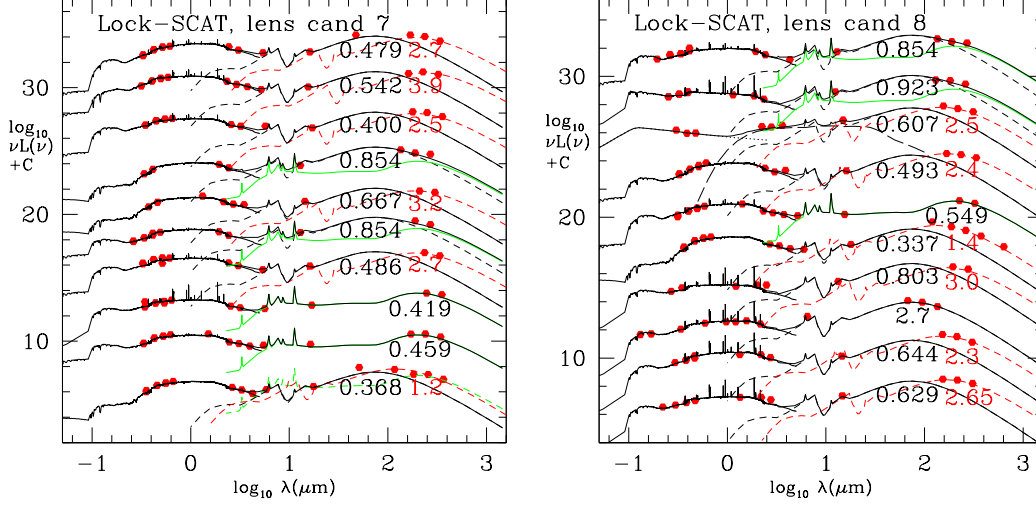 Lock-SCAT, lens cand 7
0.479 2.7
0.542 3.9
0.400 2.5
0.854
0.667 3.2
0.854
0.486 2.7
0.419
0.459
0.368 1.2
30
20
10
log10
νL(ν)
+C
−1 0 1 2 3
log10 λ(μm)
Lock-SCAT, lens cand 8
0.854
0.923
0.607 2.5
0.493 2.4
0.549
0.337 1.4
0.803 3.0
2.7
0.644 2.3
0.629 2.65
30
20
10
log10
νL(ν)
+C
−1 0 1 2 3
log10 λ(μm)